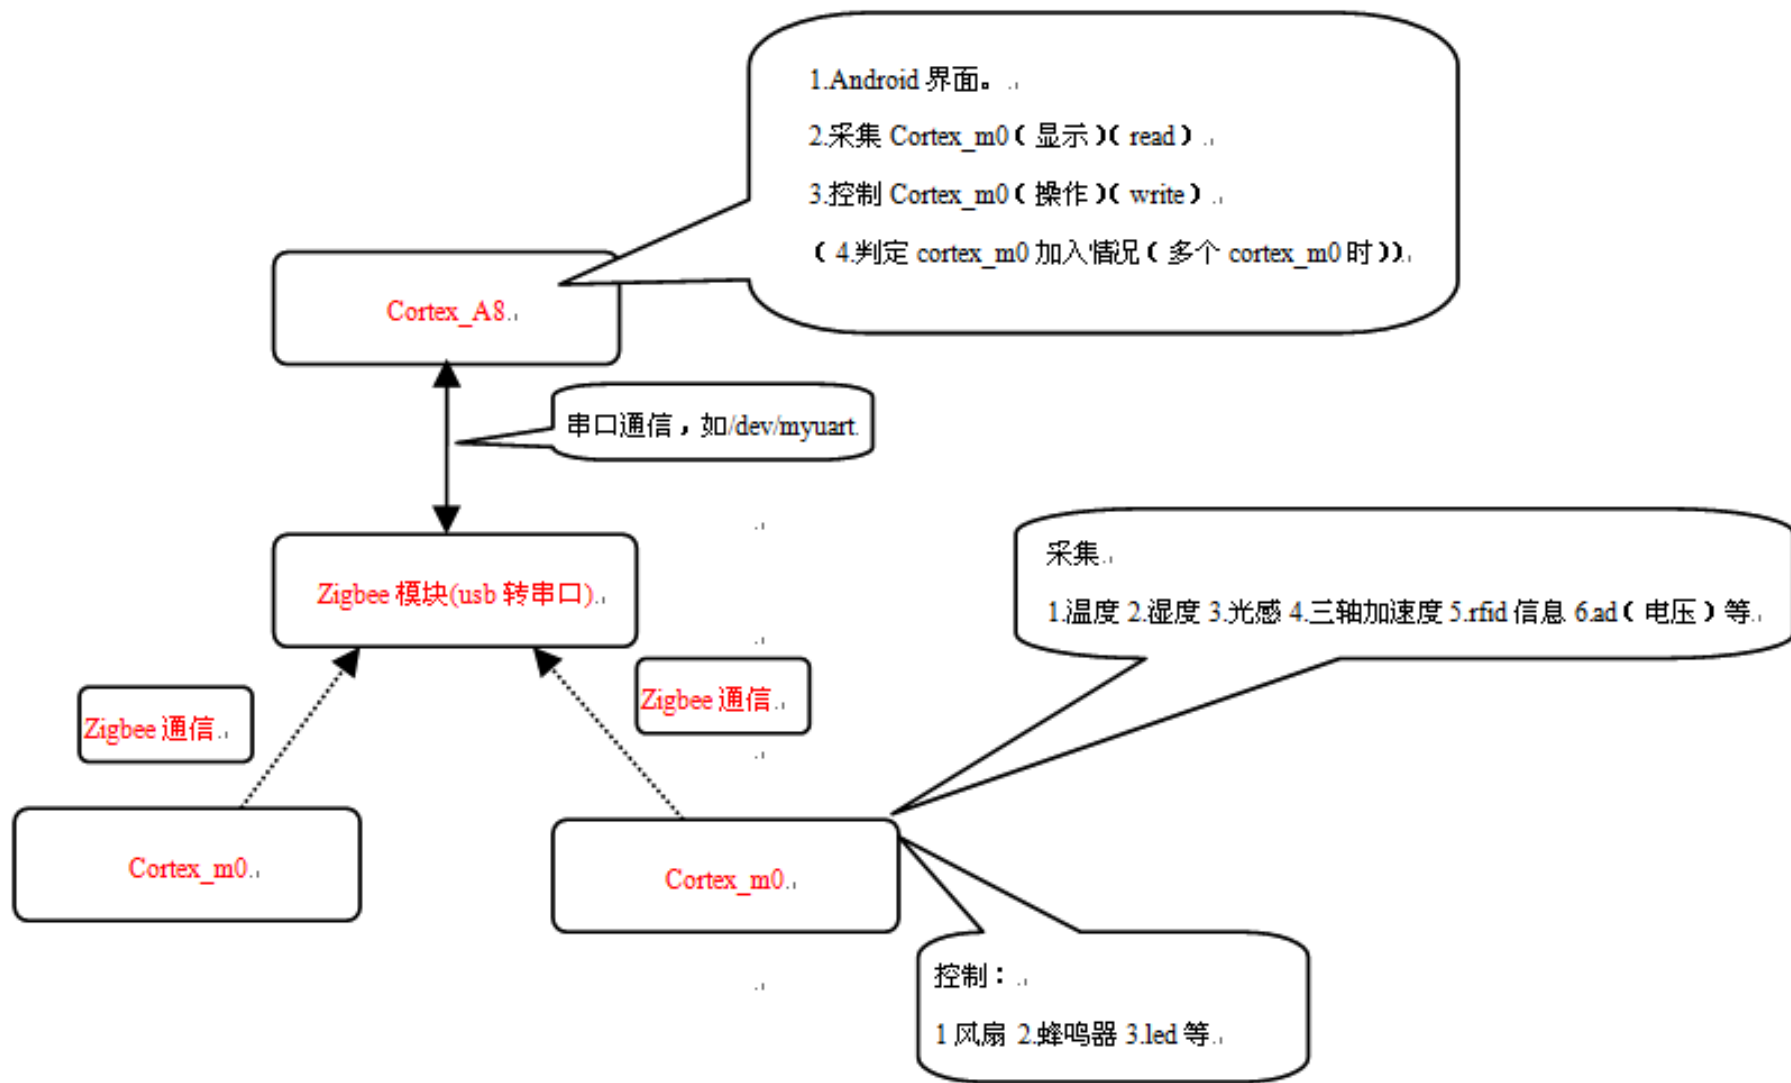 1.Android 界面。
2.采集 Cortex_m0（显示）（read）
3.控制 Cortex_m0（操作）（write）
（4.判定 cortex_m0 加入情况（多个 cortex_m0 时））
Cortex_A8
串口通信，如/dev/myuart
Zigbee 模块(usb 转串口)
采集
1.温度 2.湿度 3.光感 4.三轴加速度 5.rfid 信息 6.ad（电压）等
Zigbee 通信
Zigbee 通信
Cortex_m0
Cortex_m0
控制：
1 风扇 2.蜂鸣器 3.led 等